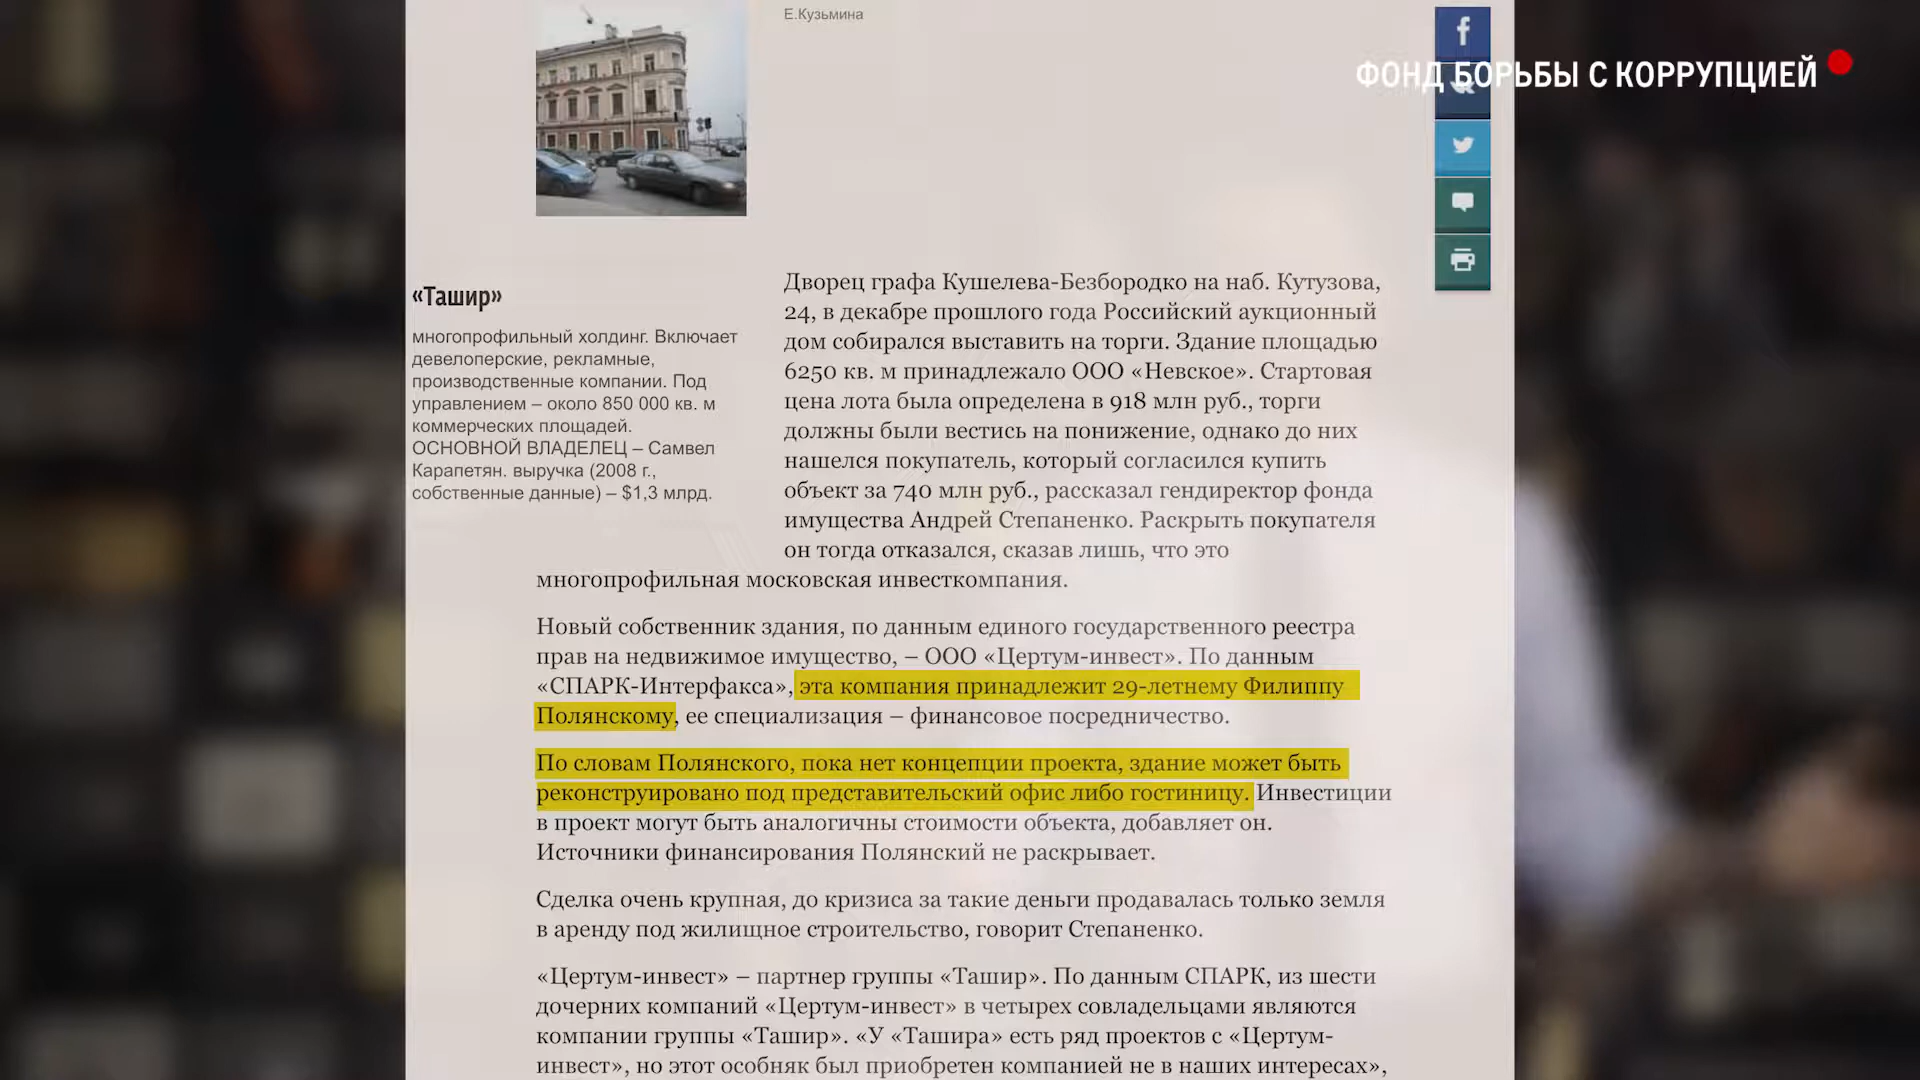 Е.Кузьмина
ФОНД БОРЬБЫ С КОРРУПЦИЕЙ
«Ташир»
многопрофильный холдинг. Включает
девелоперские, рекламные,
производственные компании. Под
управлением – около 850 000 кв. м
коммерческих площадей.
ОСНОВНОЙ ВЛАДЕЛЕЦ – Самвел
Карапетян. выручка (2008 г.,
собственные данные) – $1,3 млрд.
Дворец графа Кушелева-Безбородко на наб. Кутузова,
24, в декабре прошлого года Российский аукционный
дом собирался выставить на торги. Здание площадью
6250 кв. м принадлежало ООО «Невское». Стартовая
цена лота была определена в 918 млн руб., торги
должны были вестись на понижение, однако до них
нашелся покупатель, который согласился купить
объект за 740 млн руб., рассказал гендиректор фонда
имущества Андрей Степаненко. Раскрыть покупателя
он тогда отказался, сказав лишь, что это
многопрофильная московская инвесткомпания.
Новый собственник здания, по данным единого государственного реестра
прав на недвижимое имущество, – ООО «Цертум-инвест». По данным
«СПАРК-Интерфакса», эта компания принадлежит 29-летнему Филиппу
Полянскому, ее специализация – финансовое посредничество.
По словам Полянского, пока нет концепции проекта, здание может быть
реконструировано под представительский офис либо гостиницу. Инвестиции
в проект могут быть аналогичны стоимости объекта, добавляет он.
Источники финансирования Полянский не раскрывает.
Сделка очень крупная, до кризиса за такие деньги продавалась только земля
в аренду под жилищное строительство, говорит Степаненко.
«Цертум-инвест» – партнер группы «Ташир». По данным СПАРК, из шести
дочерних компаний «Цертум-инвест» в четырех совладельцами являются
компании группы «Ташир». «У «Ташира» есть ряд проектов с «Цертум-
инвест», но этот особняк был приобретен компанией не в наших интересах»,